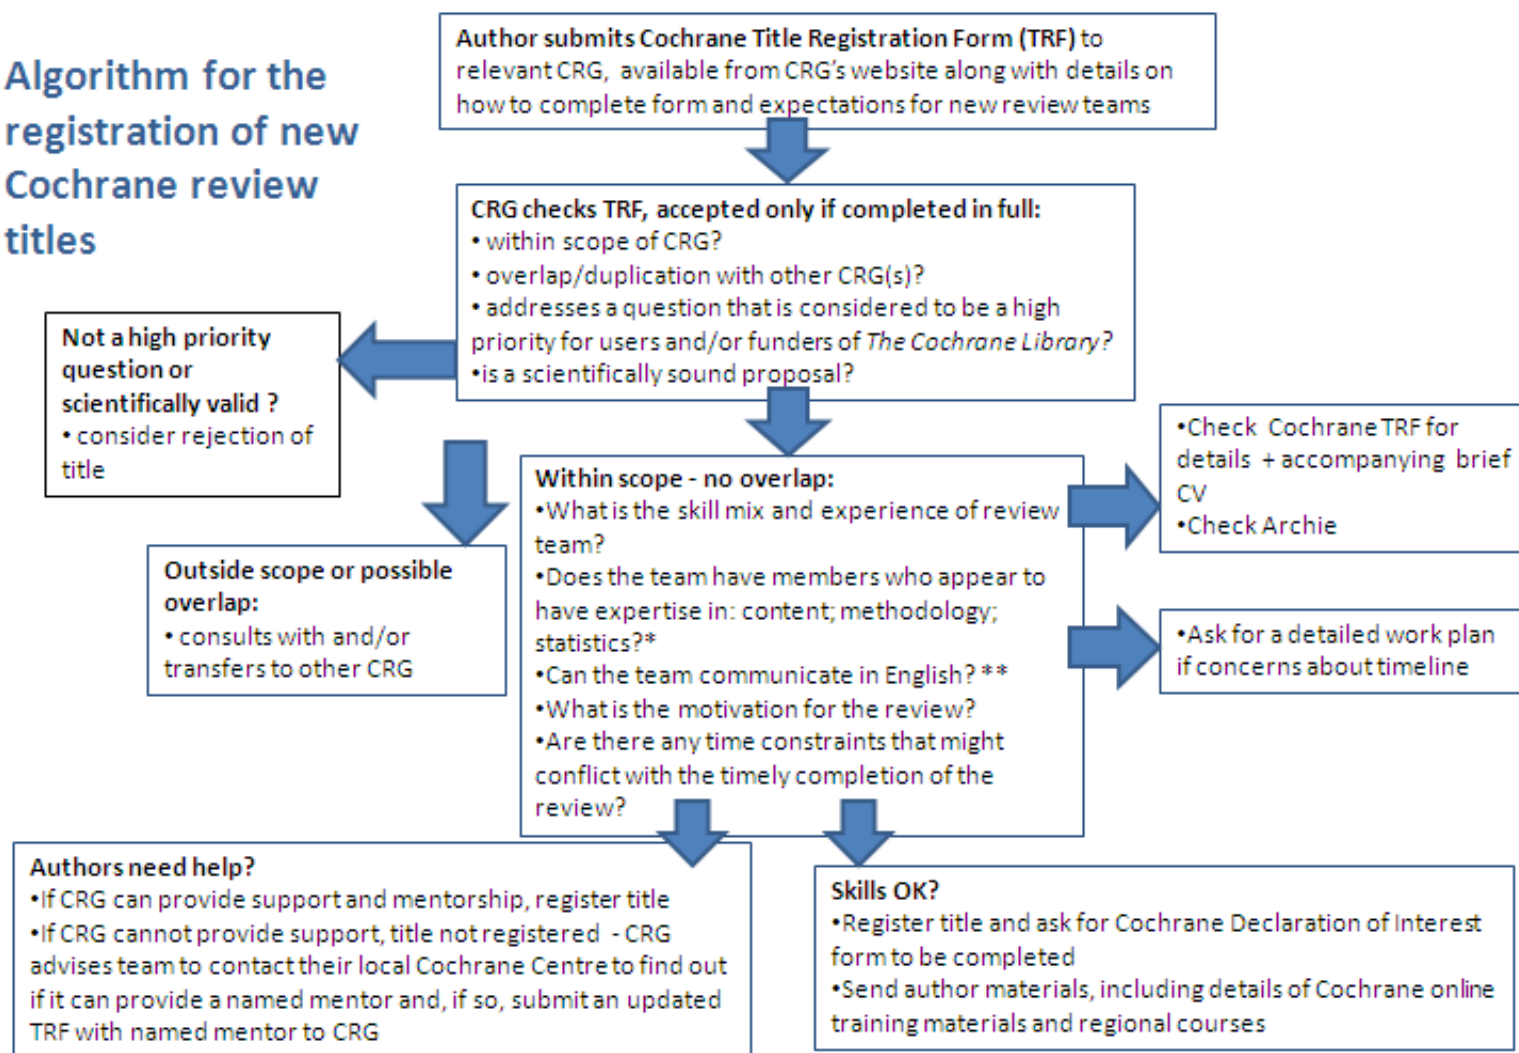 Algorithm for the
registration of new
Cochrane review
titles
Author submits Cochrane Title Registration Form (TRF) to
relevant CRG, available from CRG's website along with details on
how to complete form and expectations for new review teams
CRG checks TRF, accepted only if completed in full:
• within scope of CRG?
• overlap/duplication with other CRG(s)?
• addresses a question that is considered to be a high
priority for users and/or funders of The Cochrane Library?
•is a scientifically sound proposal?
Not a high priority
question or
scientifically valid ?
• consider rejection of
title
Outside scope or possible
overlap:
• consults with and/or
transfers to other CRG
Within scope - no overlap:
•What is the skill mix and experience of review
team?
•Does the team have members who appear to
have expertise in: content; methodology;
statistics?*
•Can the team communicate in English? **
•What is the motivation for the review?
•Are there any time constraints that might
conflict with the timely completion of the
review?
•Check Cochrane TRF for
details + accompanying brief
CV
•Check Archie
•Ask for a detailed work plan
if concerns about timeline
Authors need help?
•If CRG can provide support and mentorship, register title
•If CRG cannot provide support, title not registered - CRG
advises team to contact their local Cochrane Centre to find out
if it can provide a named mentor and, if so, submit an updated
TRF with named mentor to CRG
Skills OK?
•Register title and ask for Cochrane Declaration of Interest
form to be completed
•Send author materials, including details of Cochrane online
training materials and regional courses